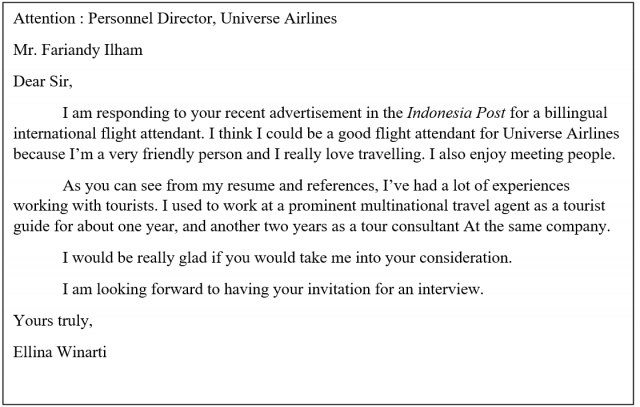 Attention : Personnel Director, Universe Airlines
Mr. Fariandy Ilham
Dear Sir,
I am responding to your recent advertisement in the Indonesia Post for a billingual
international flight attendant. I think I could be a good flight attendant for Universe Airlines
because I’m a very friendly person and I really love travelling. I also enjoy meeting people.
As you can see from my resume and references, I’ve had a lot of experiences
working with tourists. I used to work at a prominent multinational travel agent as a tourist
guide for about one year, and another two years as a tour consultant At the same company.
I would be really glad if you would take me into your consideration.
I am looking forward to having your invitation for an interview.
Yours truly,
Ellina Winarti